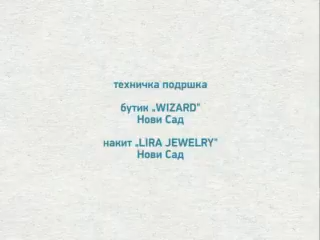 техничка подршка
бутик „WIZARD"
Нови Сад
накит „LIRA JEWELRY"
Нови Сад